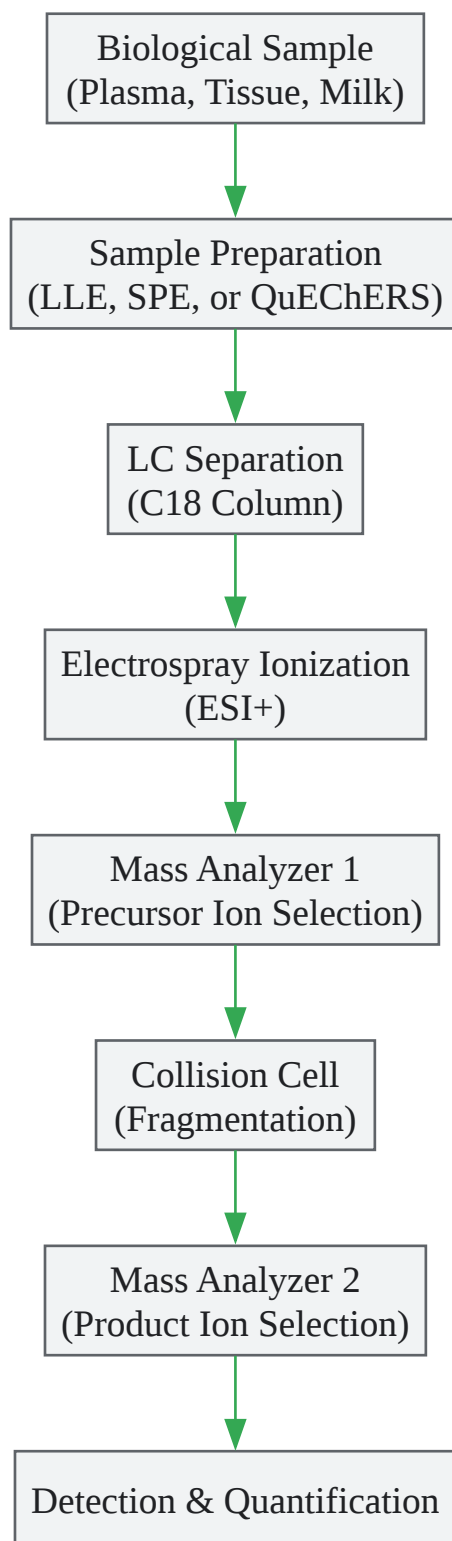 Biological Sample
(Plasma, Tissue, Milk)
Sample Preparation
(LLE, SPE, or QuEChERS)
LC Separation
(C18 Column)
Electrospray Ionization
(ESI+)
Mass Analyzer 1
(Precursor Ion Selection)
Collision Cell
(Fragmentation)
Mass Analyzer 2
(Product Ion Selection)
Detection & Quantification